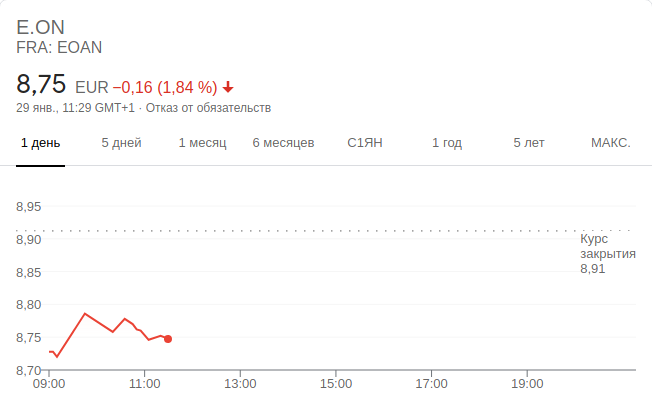 E.ON
FRA: EOAN
8,75 EUR −0,16 (1,84 %)
29 янв., 11:29 GMT+1 · Отказ от обязательств
1 день 5 дней 1 месяц 6 месяцев С1ЯН 1 год 5 лет МАКС.
8,95
8,90
Курс
закрытия
8,91
8,85
8,80
8,75
8,70
09:00 11:00 13:00 15:00 17:00 19:00